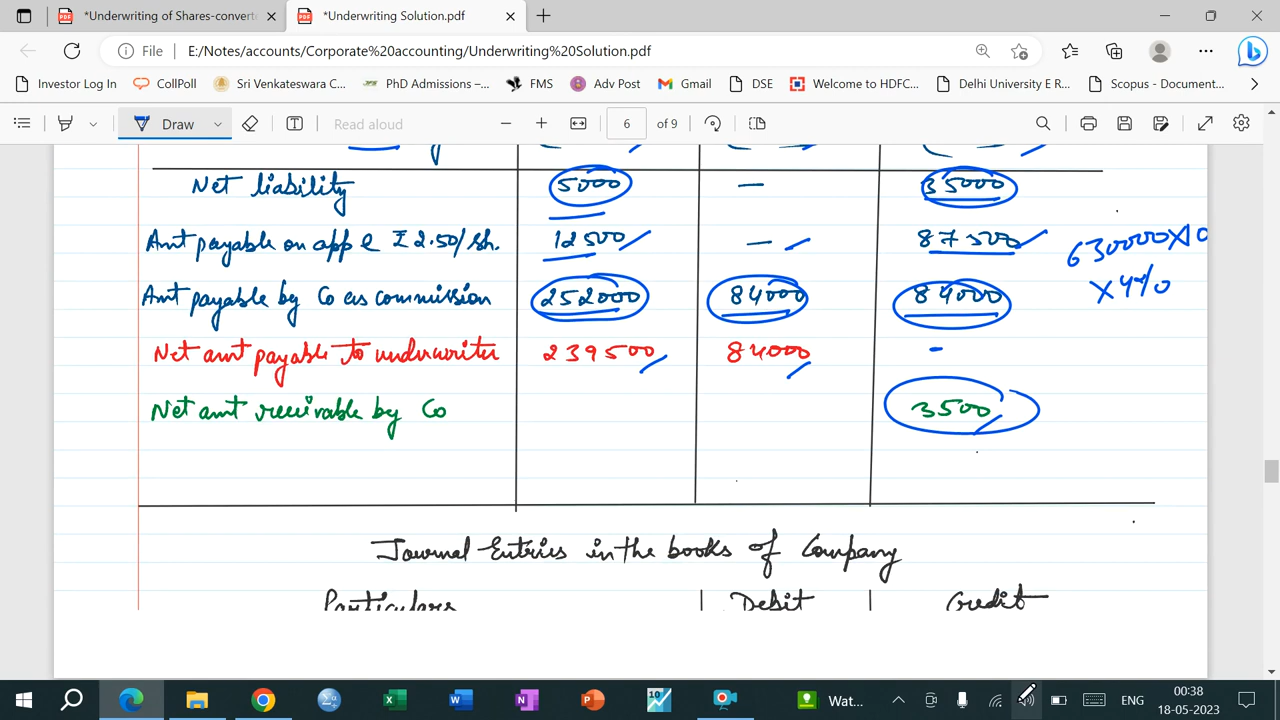 *Underwriting of Shares-converte
*Underwriting Solution.pdf
File E:/Notes/accounts/Corporate%20accounting/Underwriting%20Solution.pdf
Investor Log In CollPoll Sri Venkateswara C... PhD Admissions –... FMS Adv Post Gmail DSE Welcome to HDFC... Delhi University E R... Scopus - Document...
Draw Read aloud 6 of 9
Net liability 5000 — 35000
Amt payable on app @ ₹2.50/sh. 12500 — 87500
630000X10
X4%
Amt payable by Co as commission 252000 84000 84000
Net amt payable to underwriter 239500 84000 -
Net amt receivable by Co 3500
Journal Entries in the books of Company
Particulars Debit Credit
10
Wat...
ENG
00:38
18-05-2023